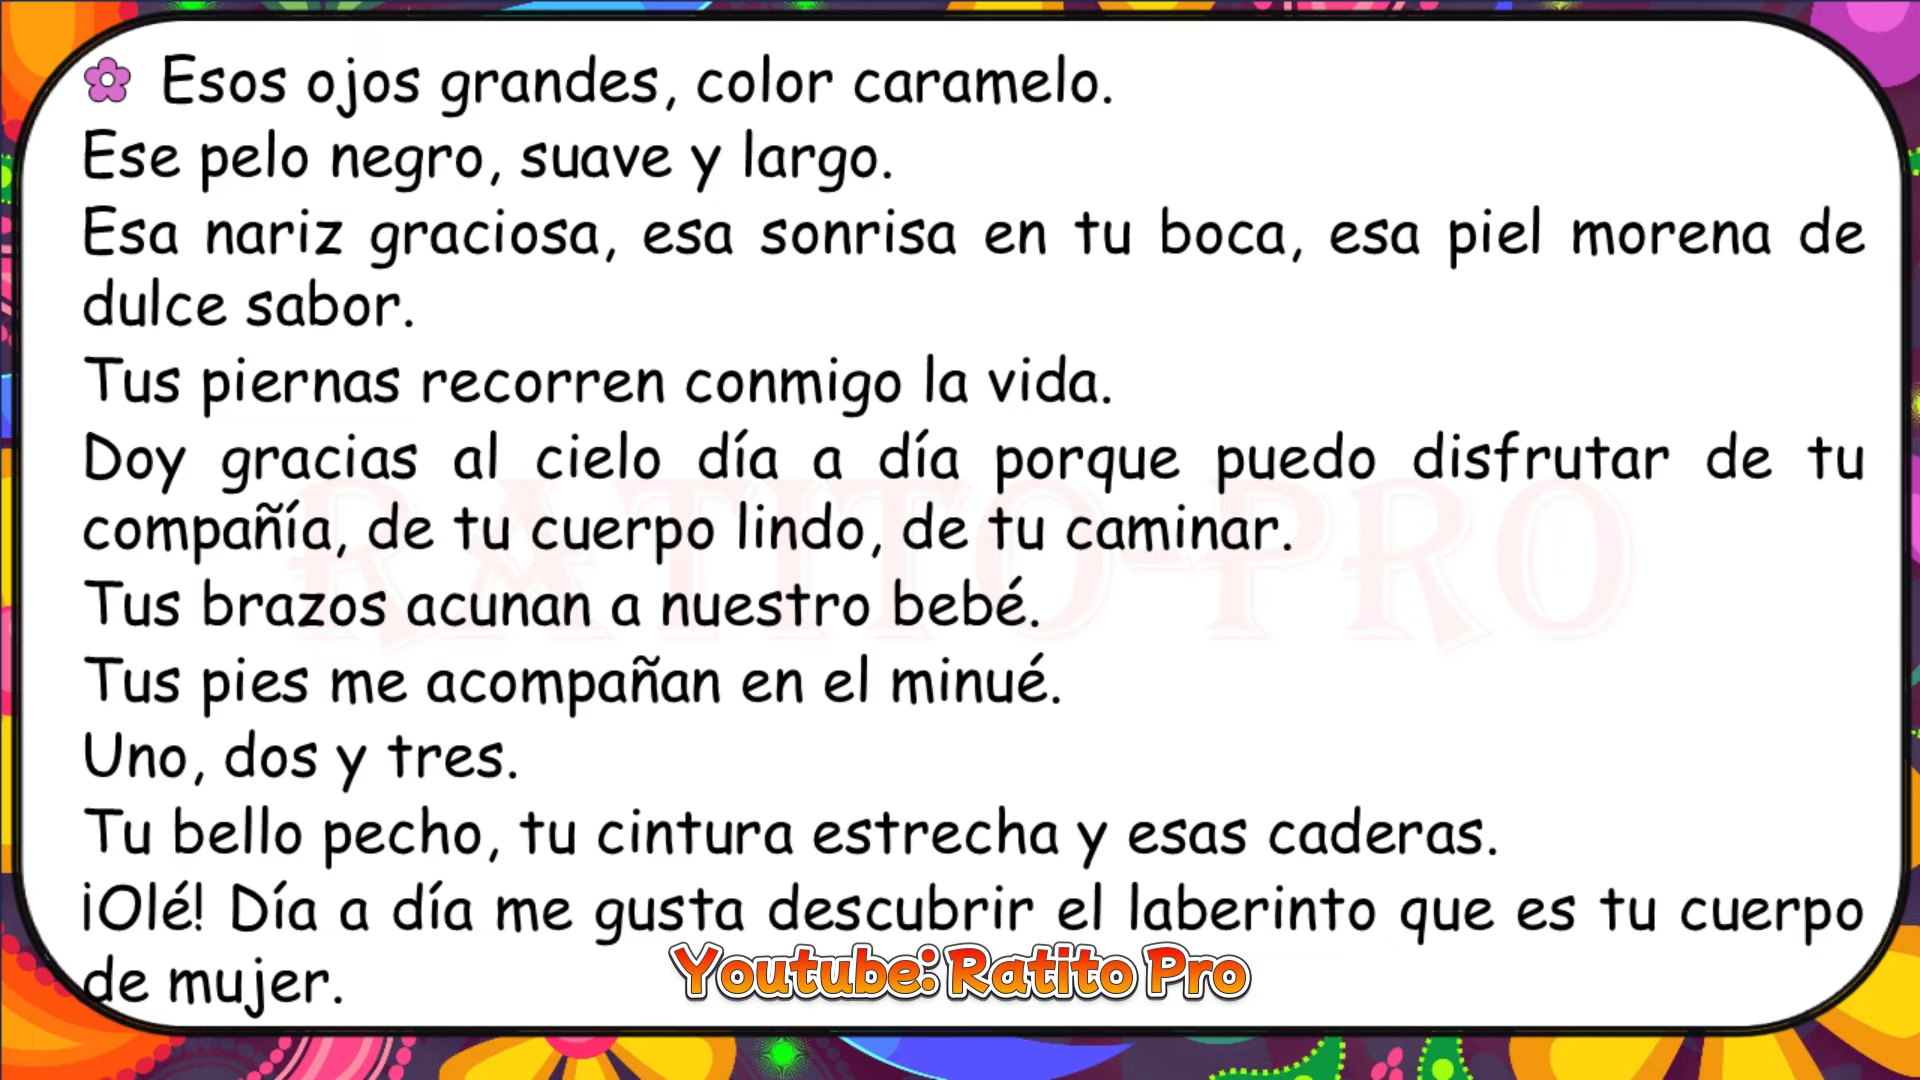 Esos ojos grandes, color caramelo.
Ese pelo negro, suave y largo.
Esa nariz graciosa, esa sonrisa en tu boca, esa piel morena de
dulce sabor.
Tus piernas recorren conmigo la vida.
Doy gracias al cielo día a día porque puedo disfrutar de tu
compañía, de tu cuerpo lindo, de tu caminar.
RATITO-PRO
Tus brazos acunan a nuestro bebé.
Tus pies me acompañan en el minué.
Uno, dos y tres.
Tu bello pecho, tu cintura estrecha y esas caderas.
¡Olé! Día a día me gusta descubrir el laberinto que es tu cuerpo
de mujer.
Youtube: Ratito Pro